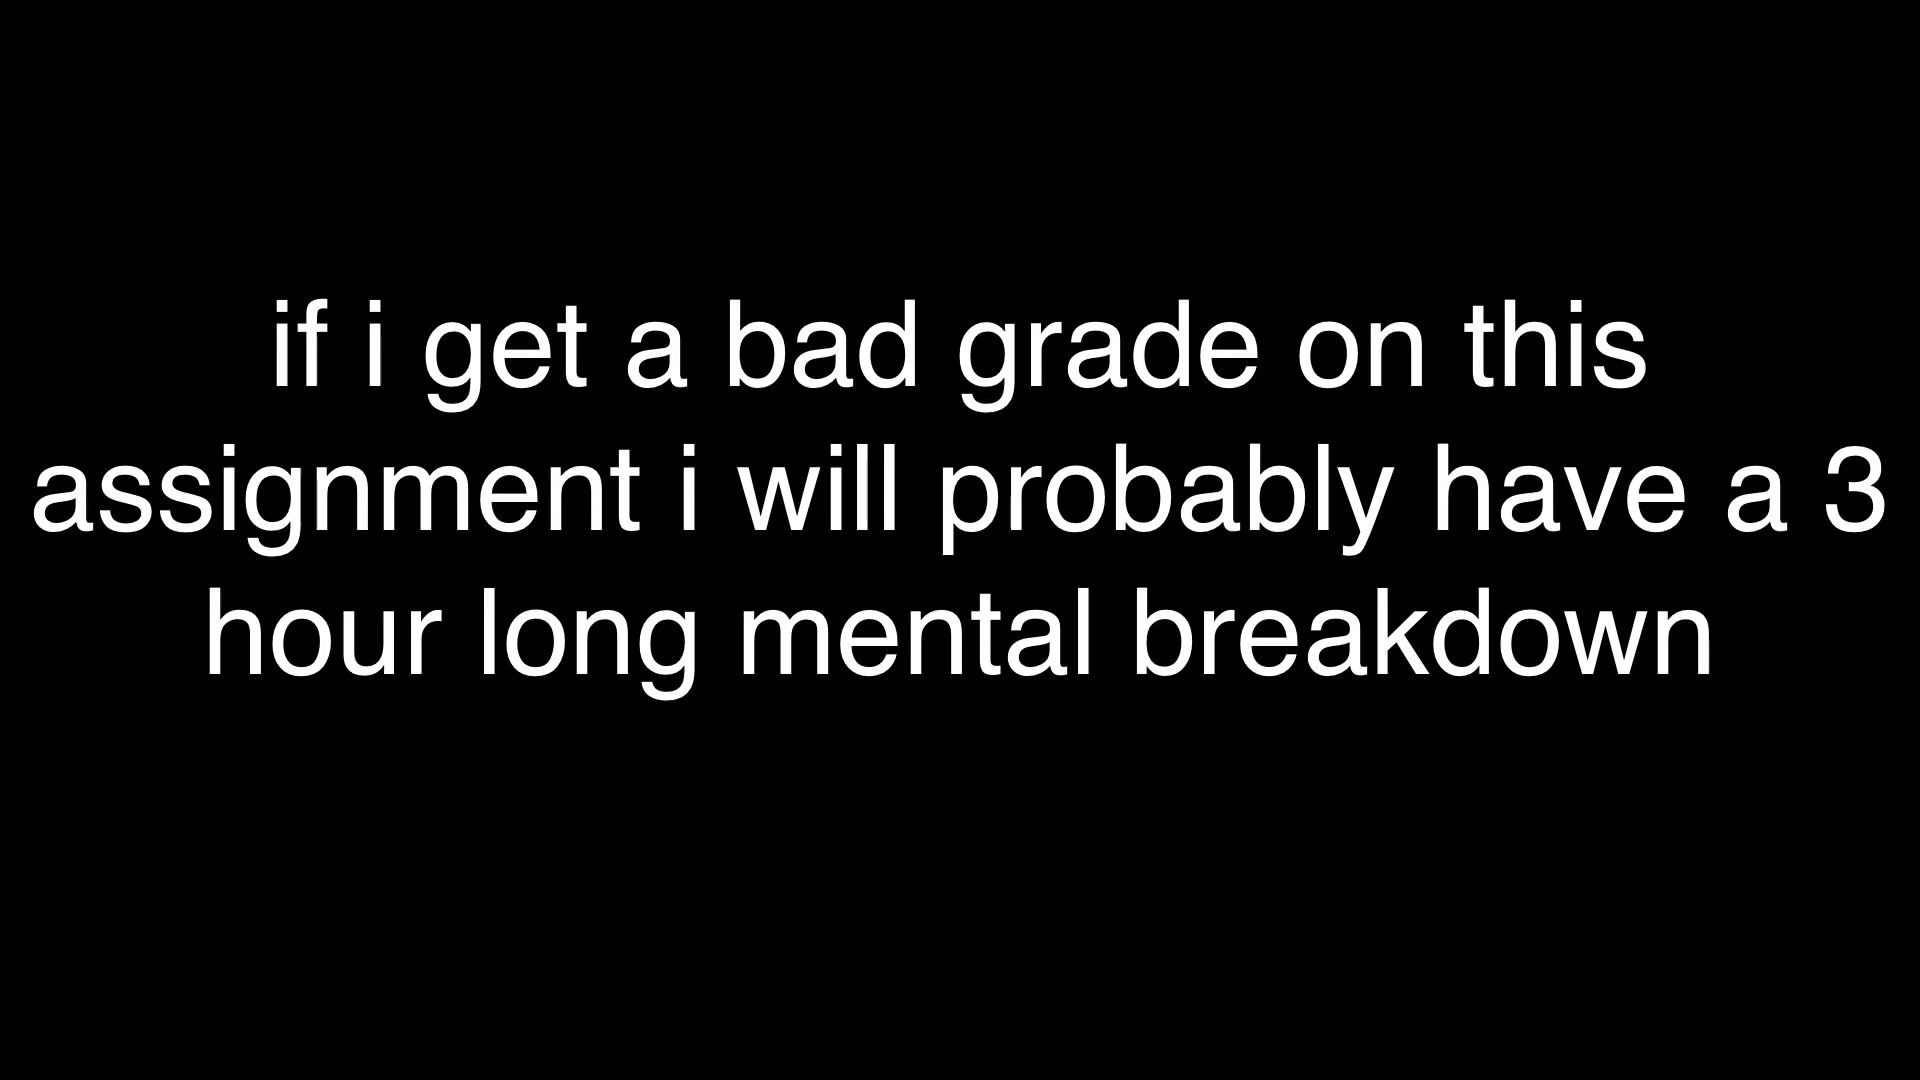 if i get a bad grade on this
assignment i will probably have a 3
hour long mental breakdown